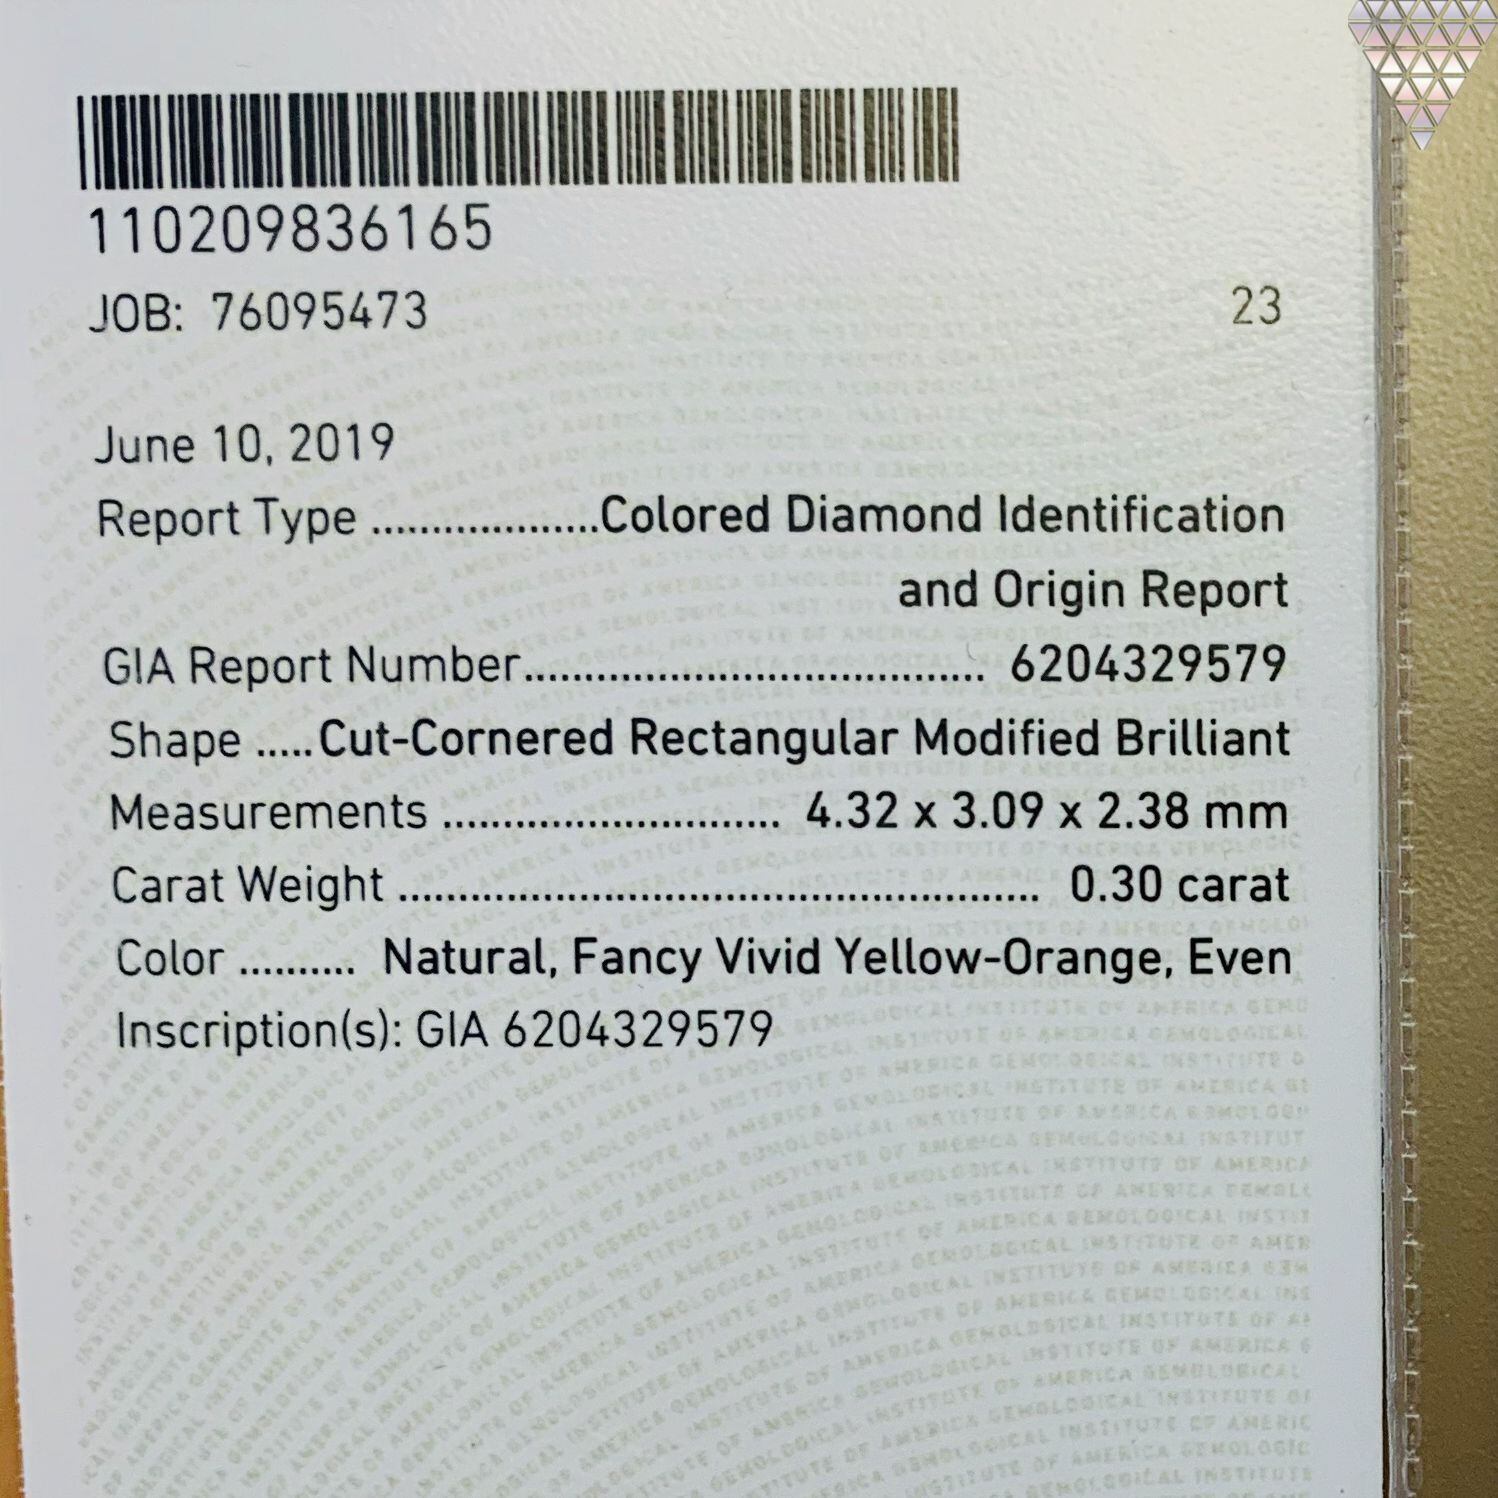 110209836165
JOB: 76095473 23
June 10, 2019
Report Type ...................Colored Diamond Identification
and Origin Report
GIA Report Number...................................... 6204329579
Shape .....Cut-Cornered Rectangular Modified Brilliant
Measurements ............................ 4.32 x 3.09 x 2.38 mm
Carat Weight ..................................................... 0.30 carat
Color .......... Natural, Fancy Vivid Yellow-Orange, Even
Inscription(s): GIA 6204329579